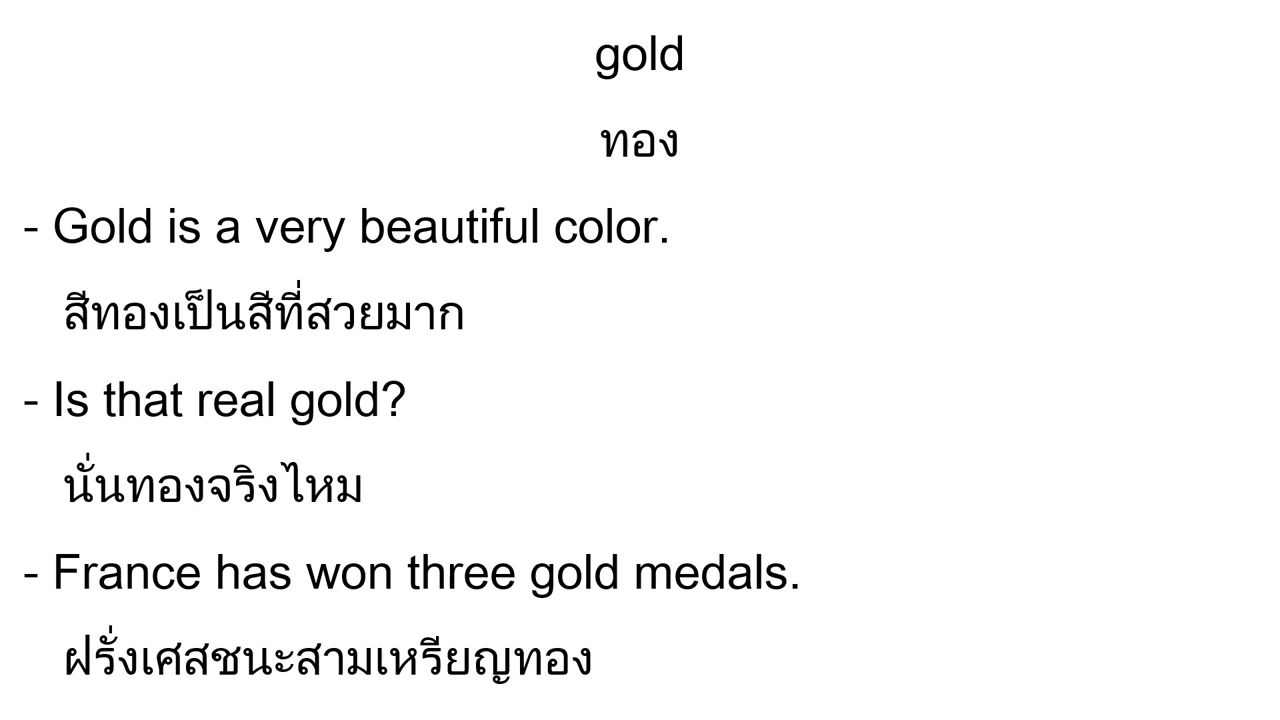 gold
ทอง
- Gold is a very beautiful color.
สีทองเป็นสีที่สวยมาก
- Is that real gold?
นั่นทองจริงไหม
- France has won three gold medals.
ฝรั่งเศสชนะสามเหรียญทอง